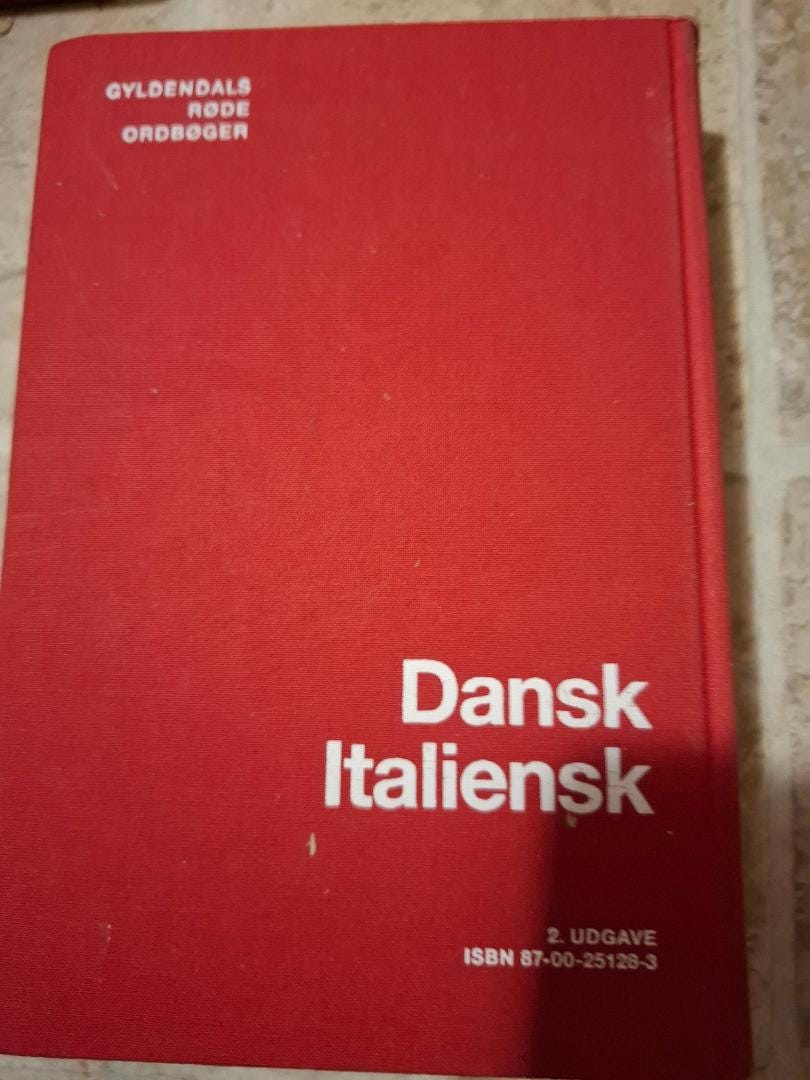 GYLDENDALS
RØDE
ORDBØGER
Dansk
Italiensk
2. UDGAVE
ISBN 87-00-25128-3